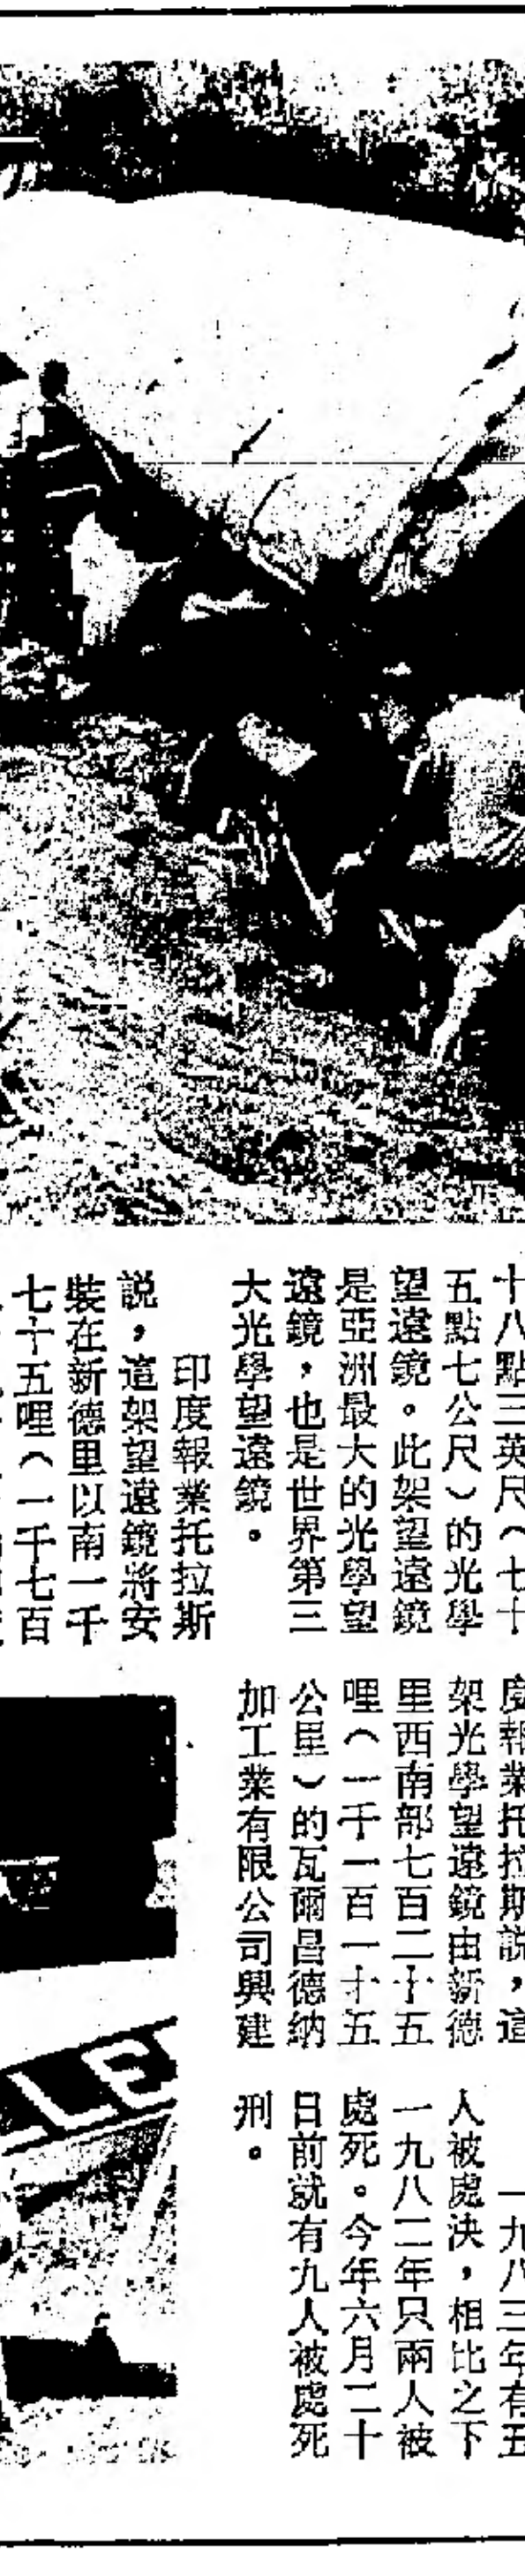 十八點三英尺（七十
五點七公尺）的光學
望遠鏡。此架望遠鏡
是亞洲最大的光學望
遠鏡，也是世界第三
大光學望遠鏡。
印度報業托拉斯
說，這架望遠鏡將安
裝在新德里以南一千
七十五哩（一千七百
度報業托拉斯說，這
架光學望遠鏡由新德
里西南部七百二十五
哩（一千一百一十五
公里）的瓦爾昌德納
加工業有限公司興建
一九八三年有五
人被處決，相比之下
一九八二年只兩人被
處死。今年六月二十
日前就有九人被處死
刑。